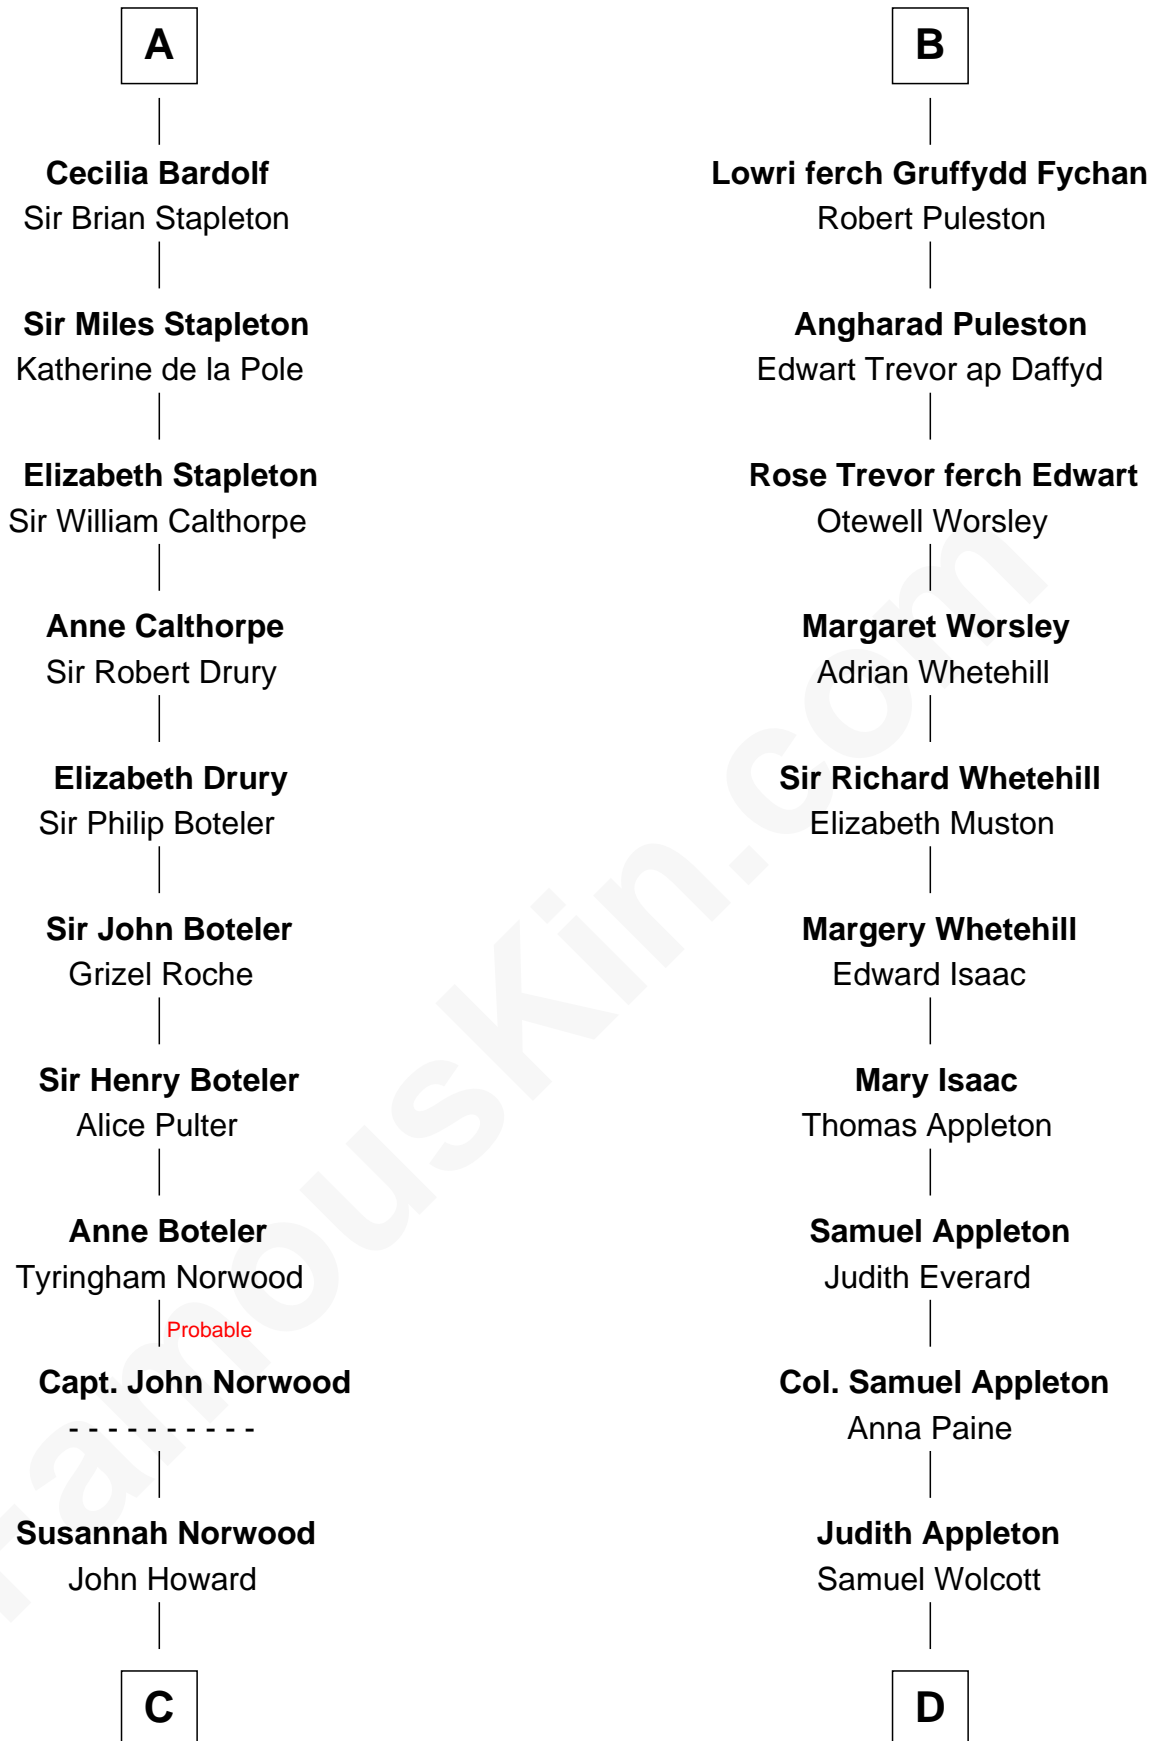 A
Cecilia Bardolf
Sir Brian Stapleton
Sir Miles Stapleton
Katherine de la Pole
Elizabeth Stapleton
Sir William Calthorpe
Anne Calthorpe
Sir Robert Drury
Elizabeth Drury
Sir Philip Boteler
Sir John Boteler
Grizel Roche
Sir Henry Boteler
Alice Pulter
Anne Boteler
Tyringham Norwood
Probable
Capt. John Norwood
- - - - - - - - - -
Susannah Norwood
John Howard
C
B
Lowri ferch Gruffydd Fychan
Robert Puleston
Angharad Puleston
Edwart Trevor ap Daffyd
Rose Trevor ferch Edwart
Otewell Worsley
Margaret Worsley
Adrian Whetehill
Sir Richard Whetehill
Elizabeth Muston
Margery Whetehill
Edward Isaac
Mary Isaac
Thomas Appleton
Samuel Appleton
Judith Everard
Col. Samuel Appleton
Anna Paine
Judith Appleton
Samuel Wolcott
D
FamousKin.com